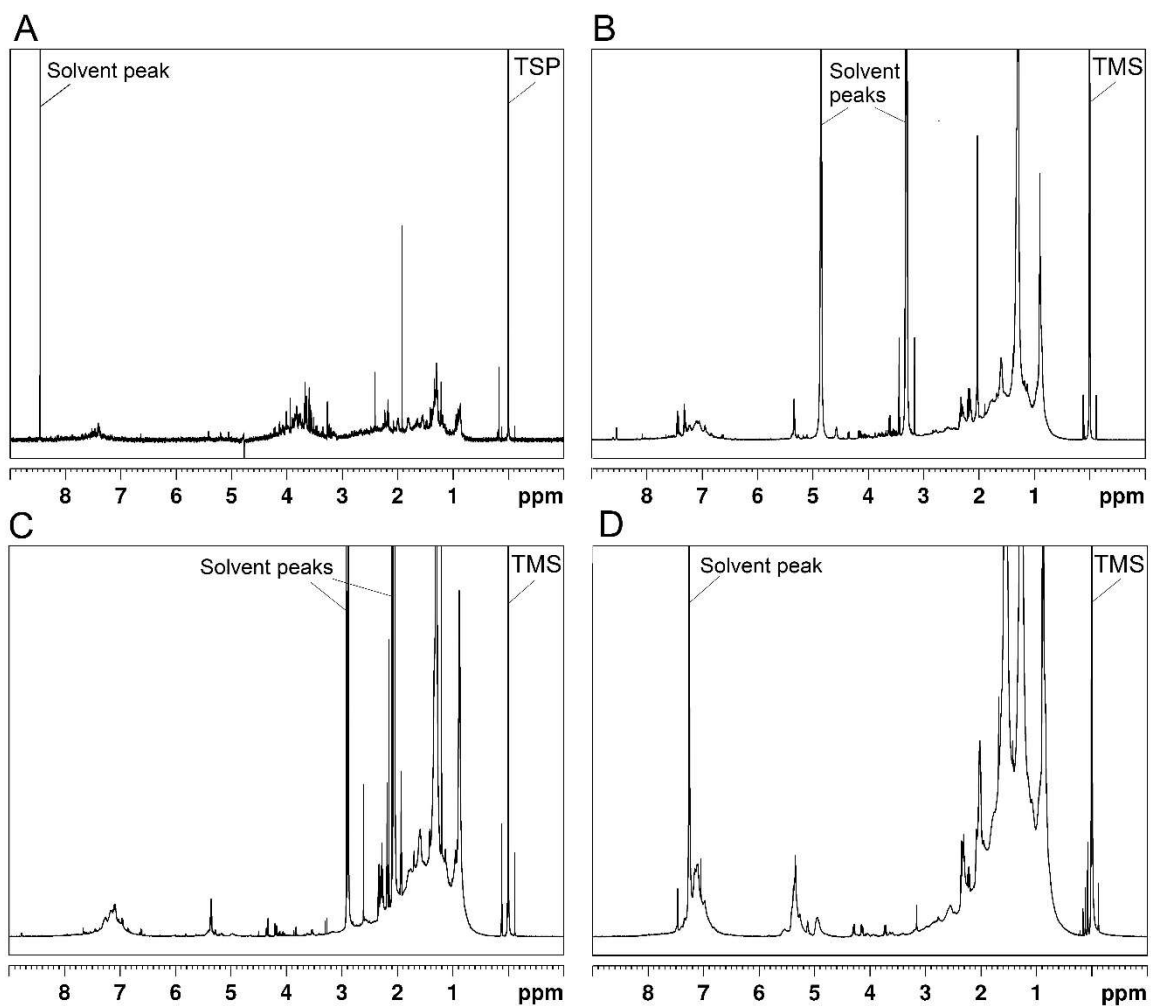 A
Solvent peak
TSP
8 7 6 5 4 3 2 1 ppm
B
Solvent
peaks
TMS
8 7 6 5 4 3 2 1 ppm
C
Solvent peaks
TMS
8 7 6 5 4 3 2 1 ppm
D
Solvent peak
TMS
8 7 6 5 4 3 2 1 ppm